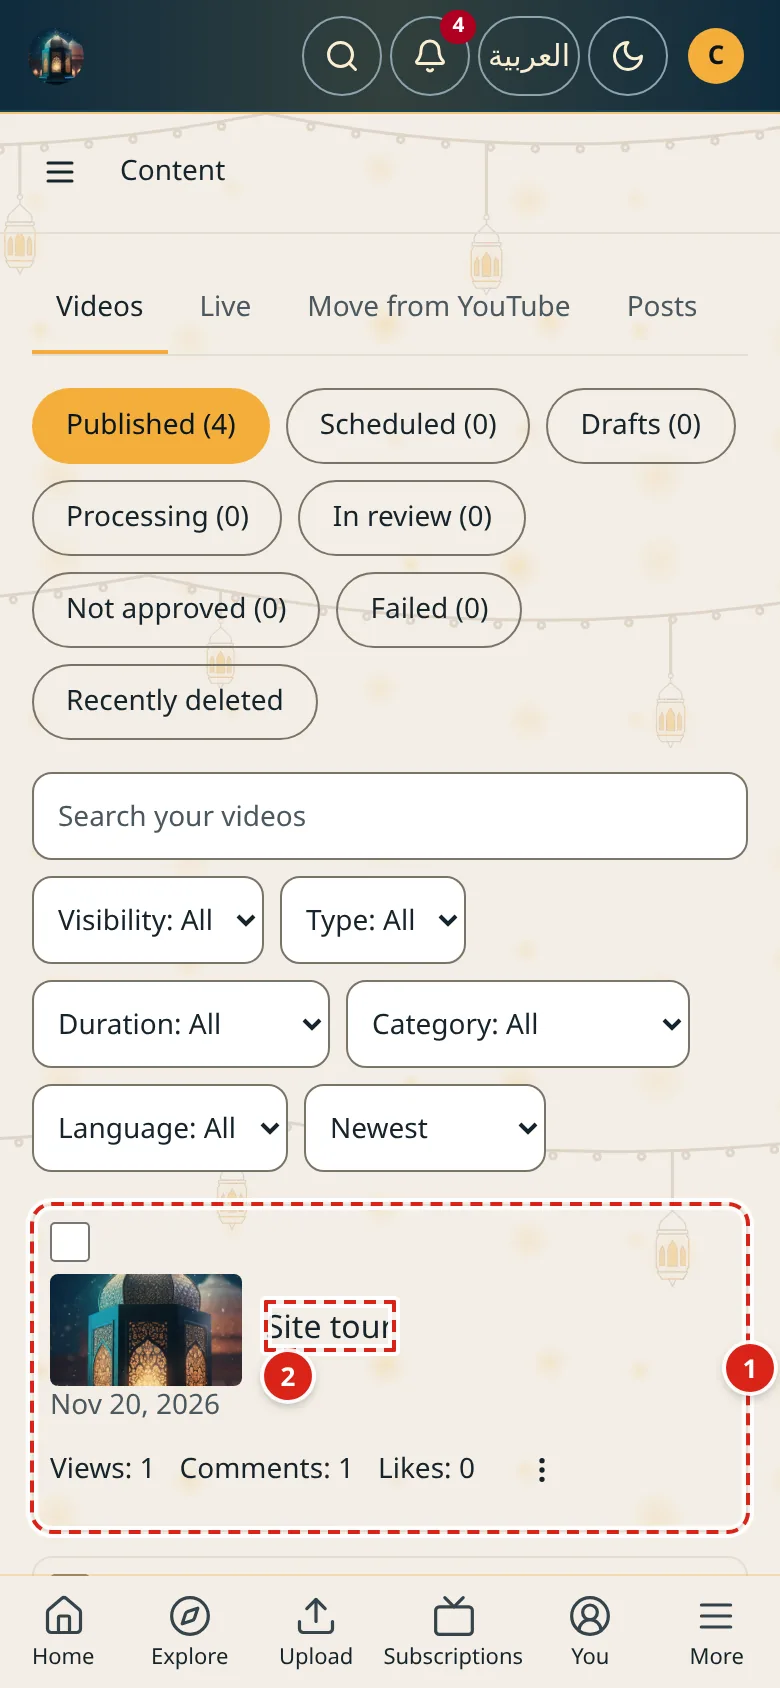 4
العربية
C
Content
Videos Live Move from YouTube Posts
Published (4) Scheduled (0) Drafts (0)
Processing (0) In review (0)
Not approved (0) Failed (0)
Recently deleted
Search your videos
Visibility: All Type: All
Duration: All Category: All
Language: All Newest
Site tour
1
2
Nov 20, 2026
Views: 1 Comments: 1 Likes: 0
Home Explore Upload Subscriptions You More